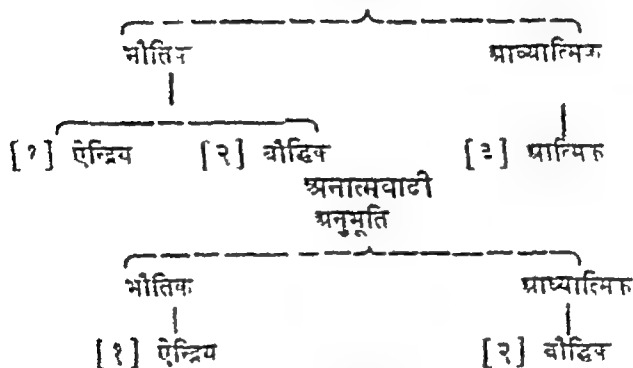 भौतिक आध्यात्मिक
[१] ऐन्द्रिय [२] बौद्धिक [३] आत्मिक
अनात्मवादी
अनुभूति
भौतिक आध्यात्मिक
[१] ऐन्द्रिय [२] बौद्धिक